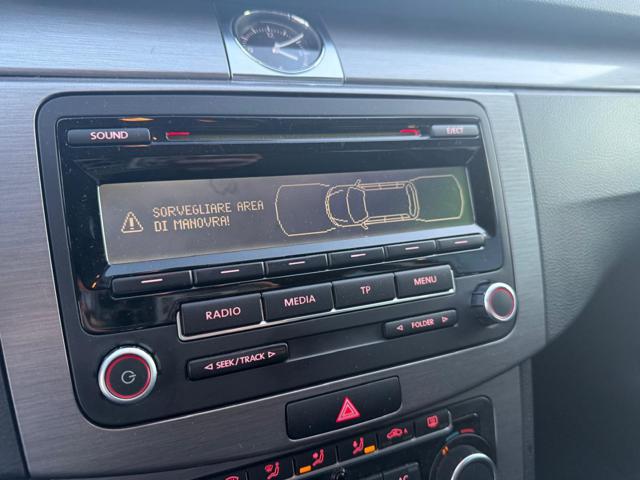 SOUND
EJECT
SORVEGLIARE AREA
DI MANOVRA!
RADIO
MEDIA
TP
MENU
◁ SEEK/TRACK ▷
◁ FOLDER ▷